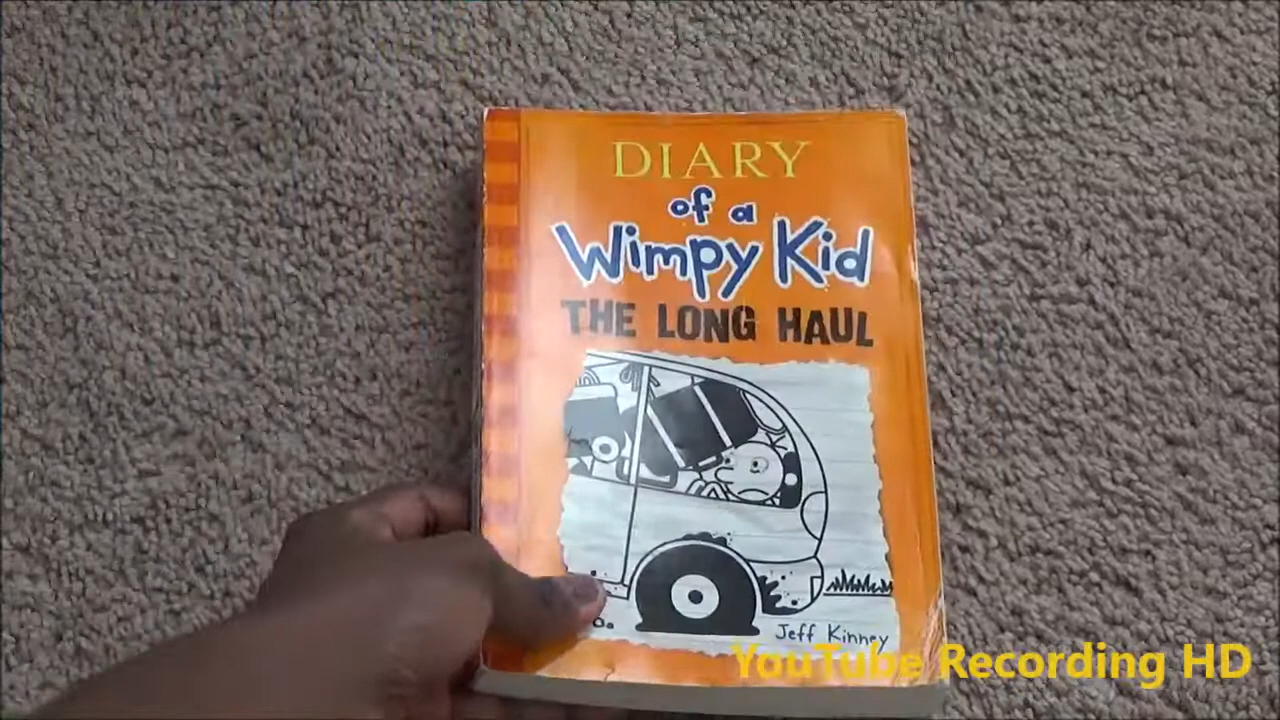 DIARY
of a
Wimpy Kid
THE LONG HAUL
Jeff Kinney
YouTube Recording HD